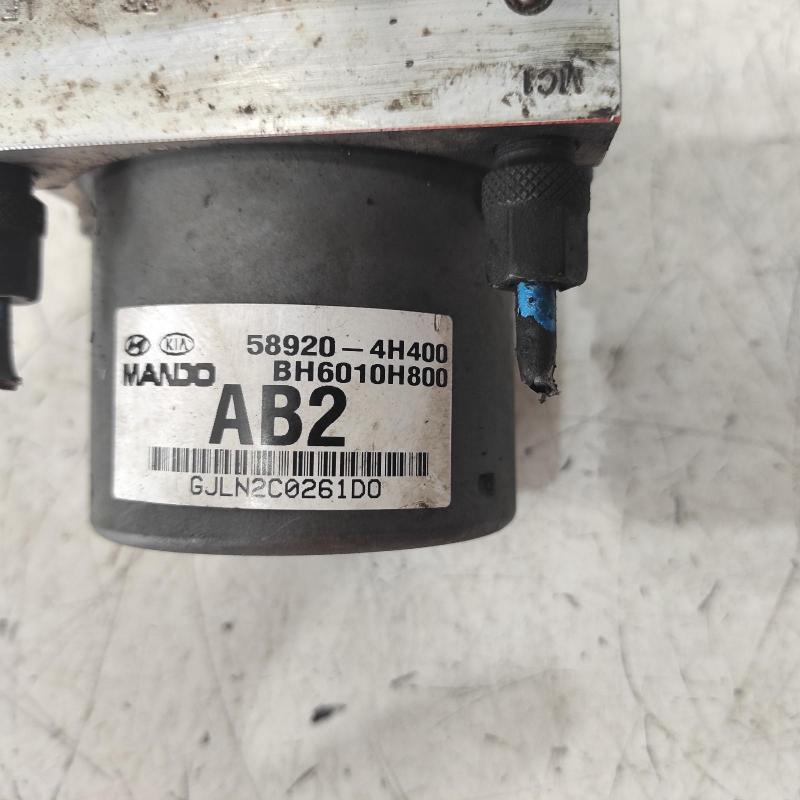 MC1
KIA
58920-4H400
MANDO
BH6010H800
AB2
GJLN2C0261D0